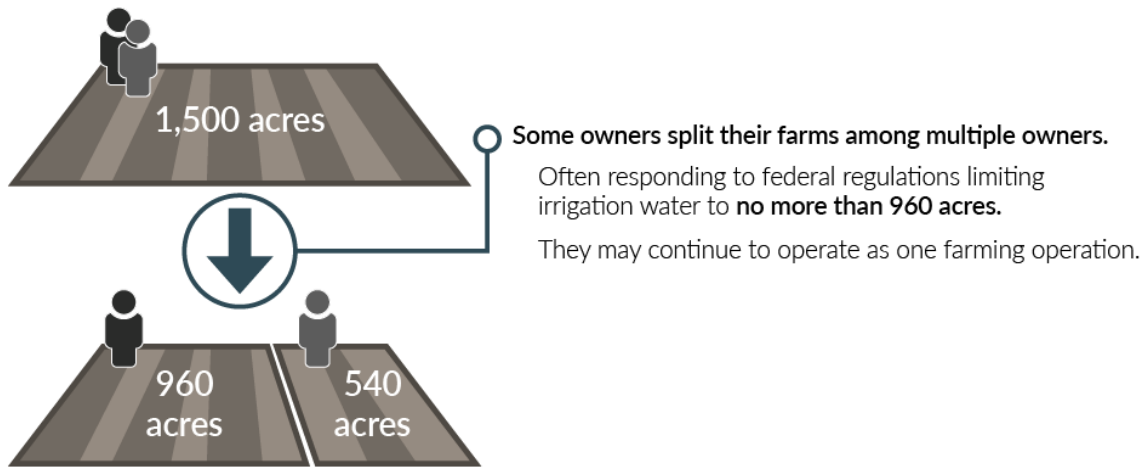 1,500 acres
Some owners split their farms among multiple owners.
Often responding to federal regulations limiting
irrigation water to no more than 960 acres.
They may continue to operate as one farming operation.
960
acres
540
acres